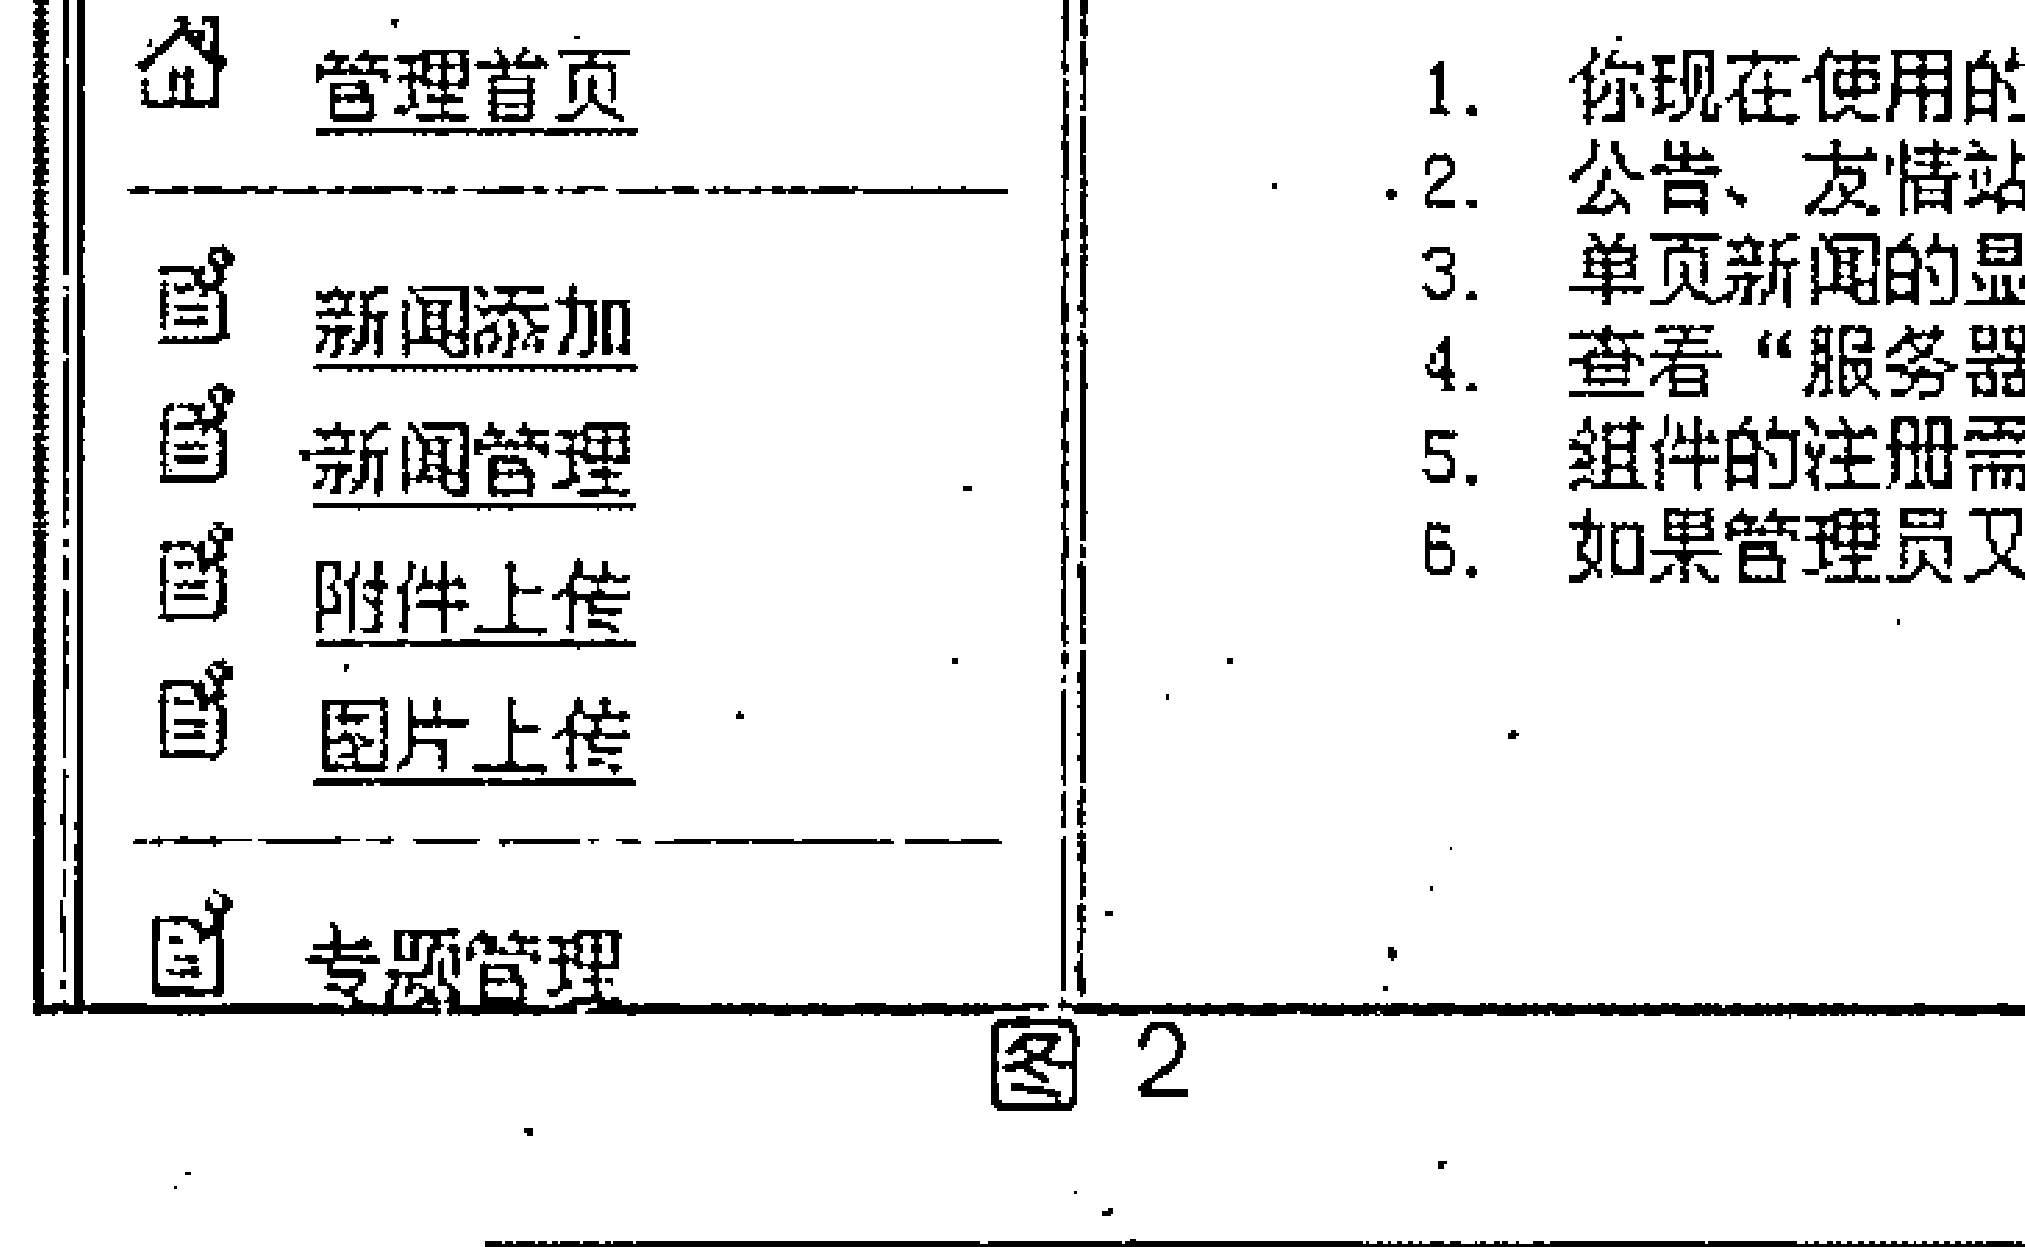 管理首页
新闻添加
新闻管理
附件上传
图片上传
专题管理
1. 你现在使用的
2. 公告、友情站
3. 单页新闻的显
4. 查看“服务器
5. 组件的注册需
6. 如果管理员又
图 2